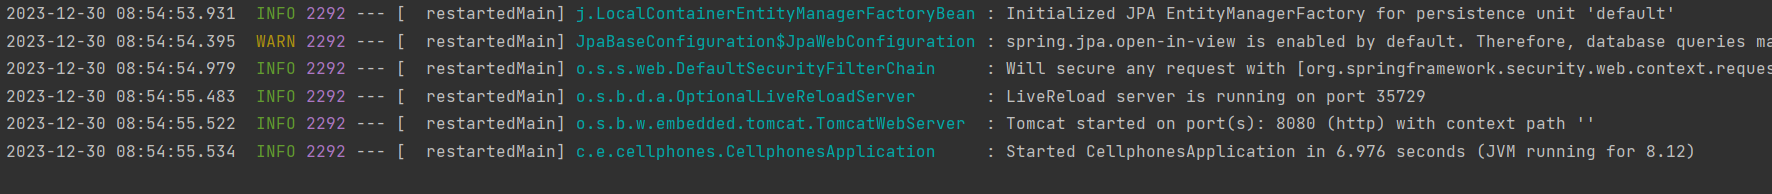 2023-12-30 08:54:53.931  INFO 2292 --- [  restartedMain] j.LocalContainerEntityManagerFactoryBean : Initialized JPA EntityManagerFactory for persistence unit 'default'
2023-12-30 08:54:54.395  WARN 2292 --- [  restartedMain] JpaBaseConfiguration$JpaWebConfiguration : spring.jpa.open-in-view is enabled by default. Therefore, database queries ma
2023-12-30 08:54:54.979  INFO 2292 --- [  restartedMain] o.s.s.web.DefaultSecurityFilterChain     : Will secure any request with [org.springframework.security.web.context.reques
2023-12-30 08:54:55.483  INFO 2292 --- [  restartedMain] o.s.b.d.a.OptionalLiveReloadServer       : LiveReload server is running on port 35729
2023-12-30 08:54:55.522  INFO 2292 --- [  restartedMain] o.s.b.w.embedded.tomcat.TomcatWebServer  : Tomcat started on port(s): 8080 (http) with context path ''
2023-12-30 08:54:55.534  INFO 2292 --- [  restartedMain] c.e.cellphones.CellphonesApplication     : Started CellphonesApplication in 6.976 seconds (JVM running for 8.12)